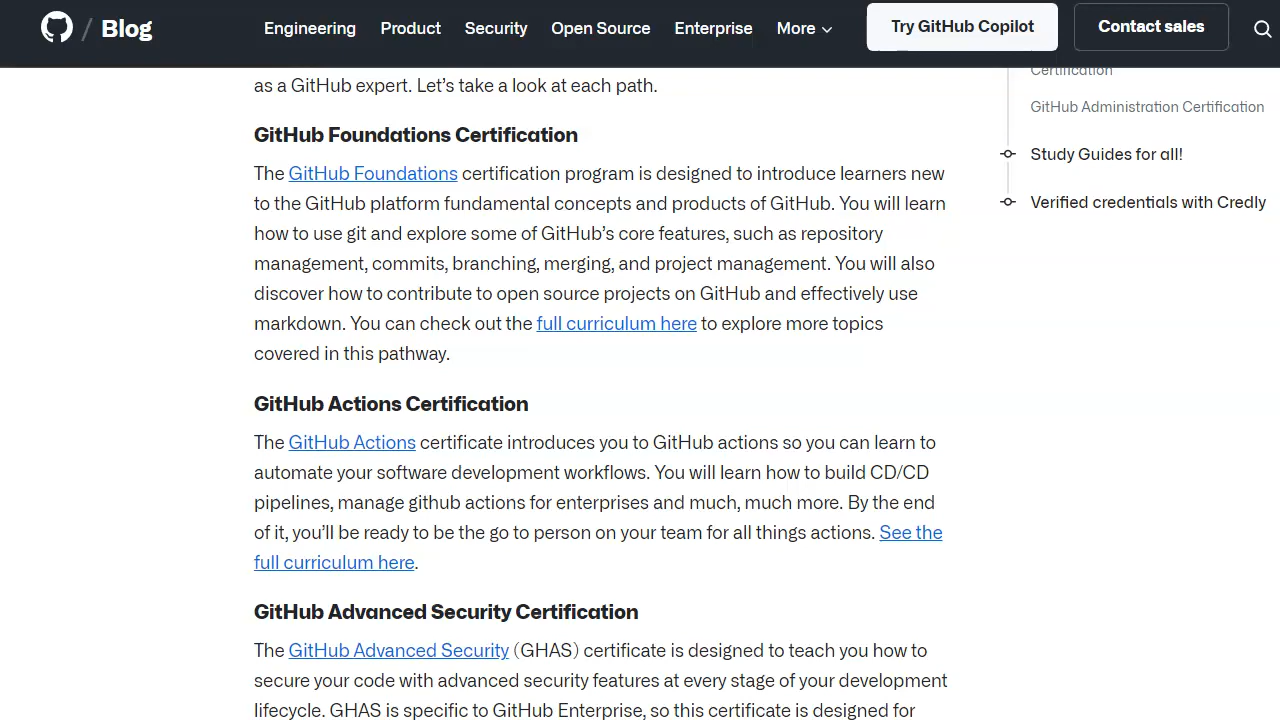 / Blog Engineering Product Security Open Source Enterprise More Try GitHub Copilot Contact sales
as a GitHub expert. Let’s take a look at each path.
GitHub Foundations Certification
The GitHub Foundations certification program is designed to introduce learners new
to the GitHub platform fundamental concepts and products of GitHub. You will learn
how to use git and explore some of GitHub’s core features, such as repository
management, commits, branching, merging, and project management. You will also
discover how to contribute to open source projects on GitHub and effectively use
markdown. You can check out the full curriculum here to explore more topics
covered in this pathway.
GitHub Actions Certification
The GitHub Actions certificate introduces you to GitHub actions so you can learn to
automate your software development workflows. You will learn how to build CD/CD
pipelines, manage github actions for enterprises and much, much more. By the end
of it, you’ll be ready to be the go to person on your team for all things actions. See the
full curriculum here.
GitHub Advanced Security Certification
The GitHub Advanced Security (GHAS) certificate is designed to teach you how to
secure your code with advanced security features at every stage of your development
lifecycle. GHAS is specific to GitHub Enterprise, so this certificate is designed for
Certification
GitHub Administration Certification
Study Guides for all!
Verified credentials with Credly